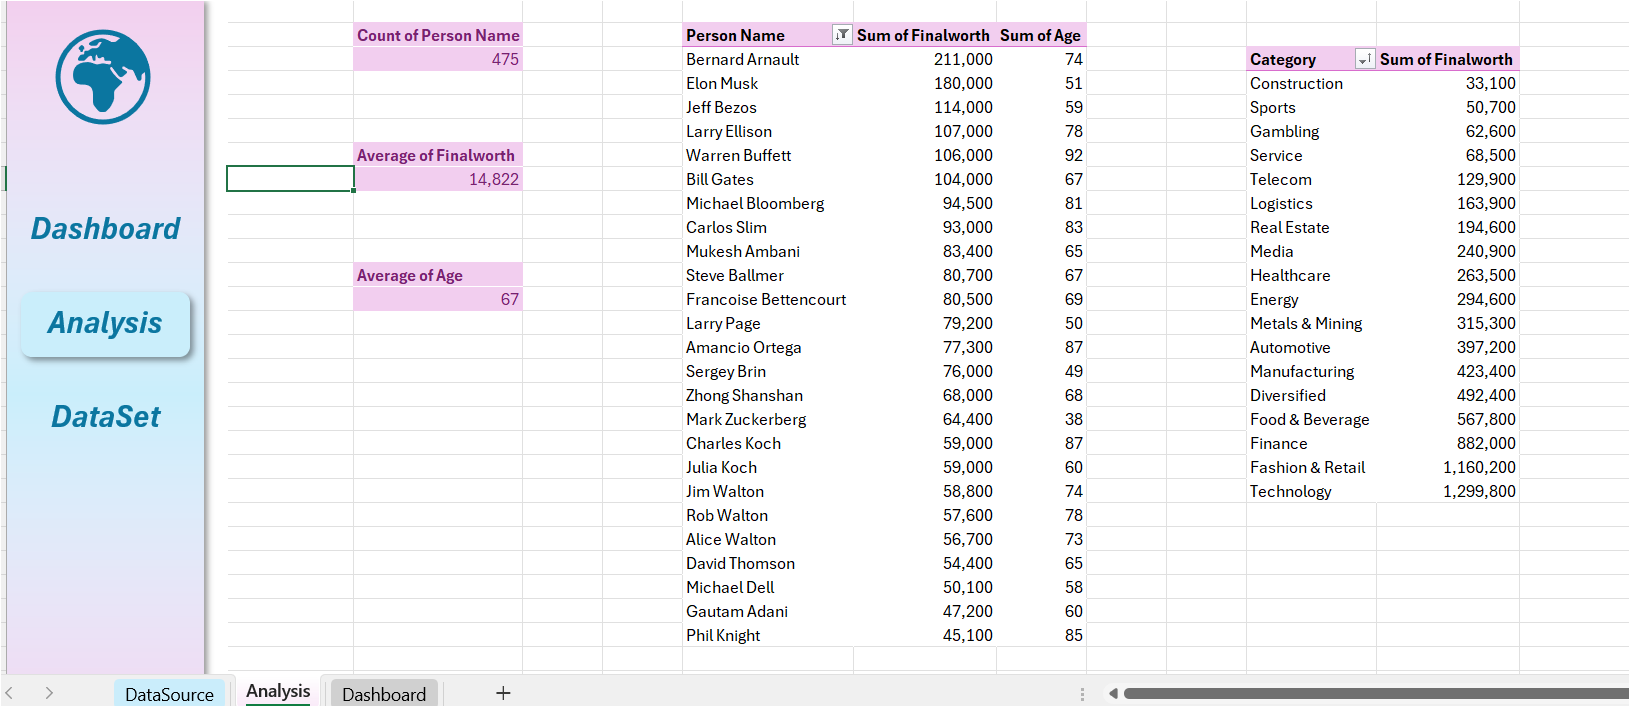 Dashboard
Analysis
DataSet
Count of Person Name
475
Average of Finalworth
14,822
Average of Age
67
Person Name Sum of Finalworth Sum of Age
Bernard Arnault 211,000 74
Elon Musk 180,000 51
Jeff Bezos 114,000 59
Larry Ellison 107,000 78
Warren Buffett 106,000 92
Bill Gates 104,000 67
Michael Bloomberg 94,500 81
Carlos Slim 93,000 83
Mukesh Ambani 83,400 65
Steve Ballmer 80,700 67
Francoise Bettencourt 80,500 69
Larry Page 79,200 50
Amancio Ortega 77,300 87
Sergey Brin 76,000 49
Zhong Shanshan 68,000 68
Mark Zuckerberg 64,400 38
Charles Koch 59,000 87
Julia Koch 59,000 60
Jim Walton 58,800 74
Rob Walton 57,600 78
Alice Walton 56,700 73
David Thomson 54,400 65
Michael Dell 50,100 58
Gautam Adani 47,200 60
Phil Knight 45,100 85
Category Sum of Finalworth
Construction 33,100
Sports 50,700
Gambling 62,600
Service 68,500
Telecom 129,900
Logistics 163,900
Real Estate 194,600
Media 240,900
Healthcare 263,500
Energy 294,600
Metals & Mining 315,300
Automotive 397,200
Manufacturing 423,400
Diversified 492,400
Food & Beverage 567,800
Finance 882,000
Fashion & Retail 1,160,200
Technology 1,299,800
DataSource Analysis Dashboard